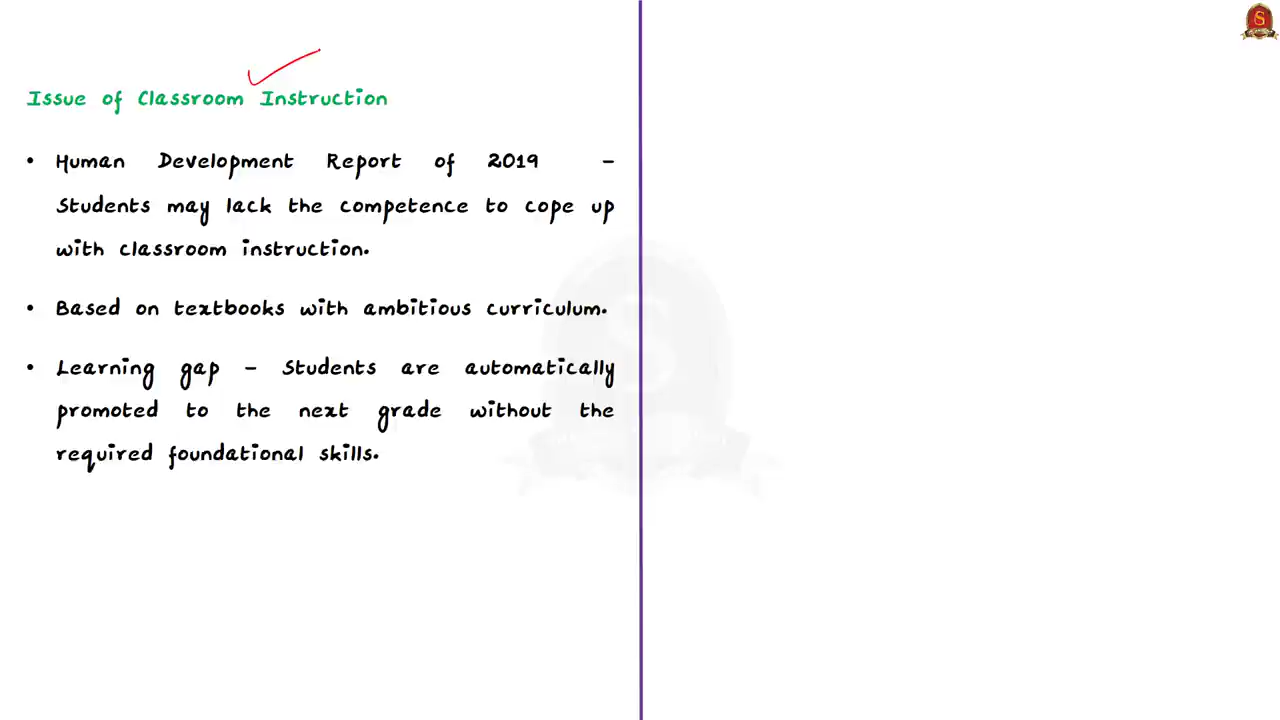 Issue of Classroom Instruction
• Human Development Report of 2019 –
Students may lack the competence to cope up
with classroom instruction.
• Based on textbooks with ambitious curriculum.
• Learning gap – Students are automatically
promoted to the next grade without the
required foundational skills.
S